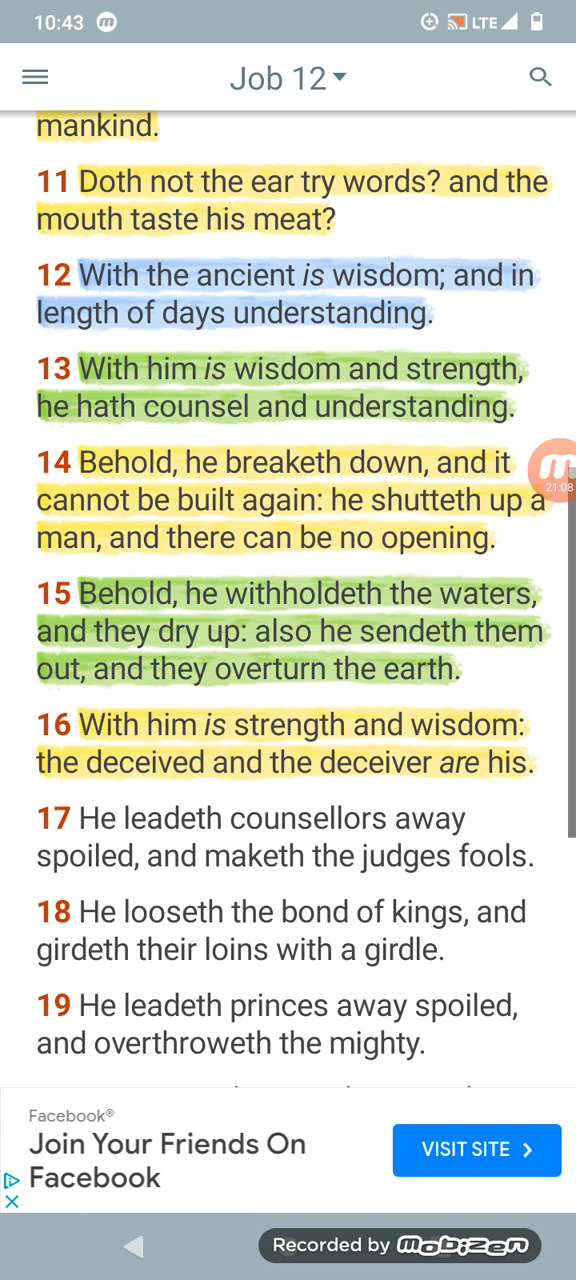 10:43 m LTE
Job 12
mankind.
11 Doth not the ear try words? and the
mouth taste his meat?
12 With the ancient is wisdom; and in
length of days understanding.
13 With him is wisdom and strength,
he hath counsel and understanding.
14 Behold, he breaketh down, and it
cannot be built again: he shutteth up a
man, and there can be no opening.
m
21:08
15 Behold, he withholdeth the waters,
and they dry up: also he sendeth them
out, and they overturn the earth.
16 With him is strength and wisdom:
the deceived and the deceiver are his.
17 He leadeth counsellors away
spoiled, and maketh the judges fools.
18 He looseth the bond of kings, and
girdeth their loins with a girdle.
19 He leadeth princes away spoiled,
and overthroweth the mighty.
Facebook®
Join Your Friends On
Facebook
VISIT SITE
Recorded by mobizen